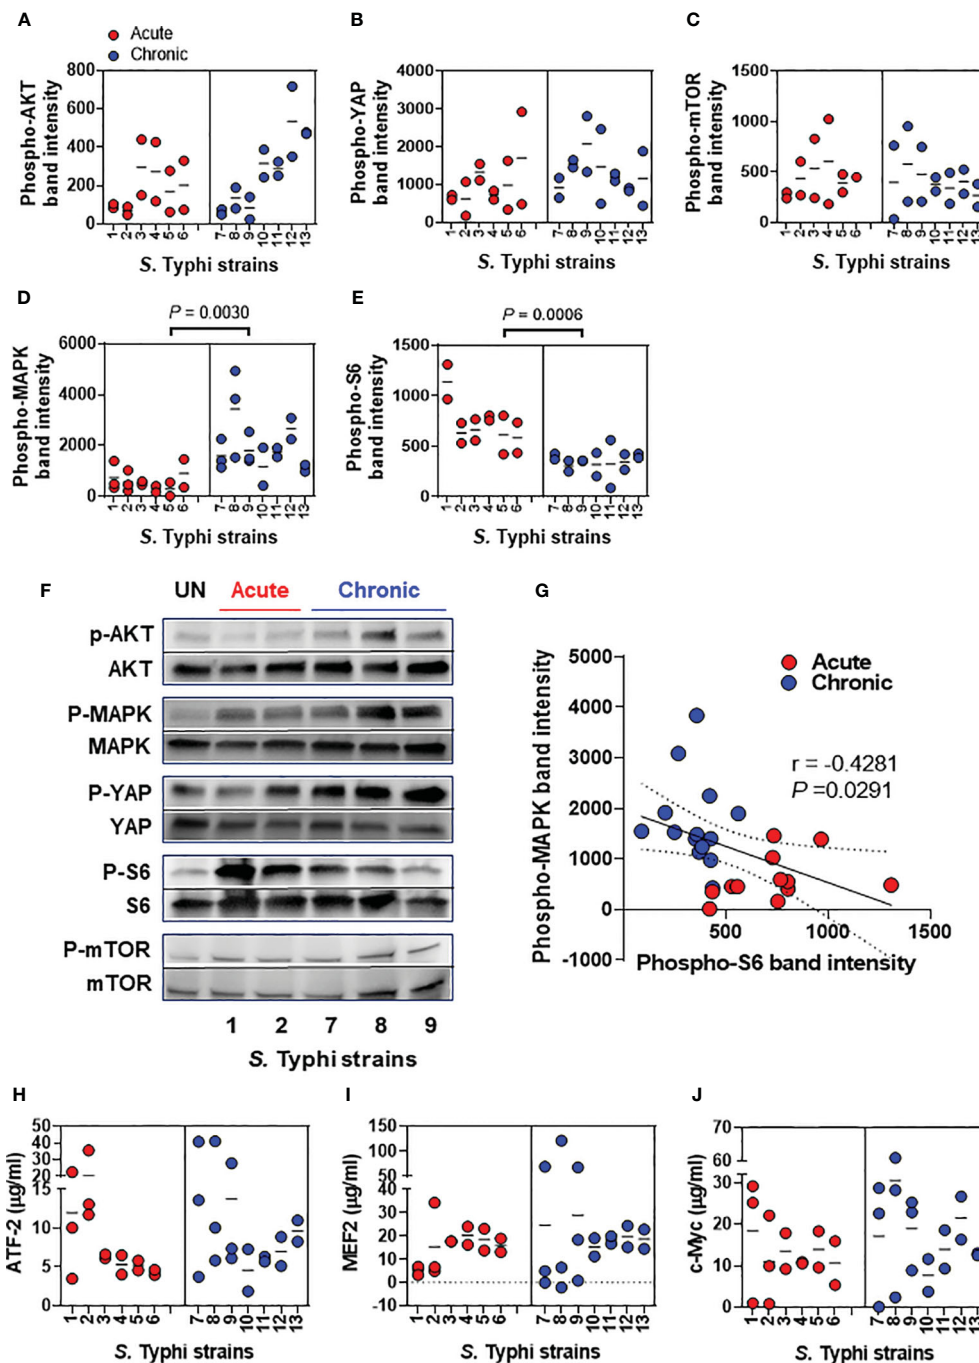 A
Acute
Chronic
Phospho-AKT
band intensity
800
600
400
200
0
1 2 3 4 5 6 7 8 9 10 11 12 13
S. Typhi strains
B
Phospho-YAP
band intensity
4000
3000
2000
1000
0
1 2 3 4 5 6 7 8 9 10 11 12 13
S. Typhi strains
C
Phospho-mTOR
band intensity
1500
1000
500
0
1 2 3 4 5 6 7 8 9 10 11 12 13
S. Typhi strains
D
P = 0.0030
Phospho-MAPK
band intensity
6000
4000
2000
0
1 2 3 4 5 6 7 8 9 10 11 12 13
S. Typhi strains
E
P = 0.0006
Phospho-S6
band intensity
1500
1000
500
0
1 2 3 4 5 6 7 8 9 10 11 12 13
S. Typhi strains
F
UN Acute Chronic
p-AKT
AKT
P-MAPK
MAPK
P-YAP
YAP
P-S6
S6
P-mTOR
mTOR
1 2 7 8 9
S. Typhi strains
G
Phospho-MAPK band intensity
5000
4000
3000
2000
1000
0
-1000
Acute
Chronic
r = -0.4281
P =0.0291
500 1000 1500
Phospho-S6 band intensity
H
ATF-2 (µg/ml)
50
40
30
20
15
10
5
0
1 2 3 4 5 6 7 8 9 10 11 12 13
S. Typhi strains
I
MEF2 (µg/ml)
150
100
50
40
30
20
10
0
-10
1 2 3 4 5 6 7 8 9 10 11 12 13
S. Typhi strains
J
c-Myc (µg/ml)
70
60
30
20
10
0
1 2 3 4 5 6 7 8 9 10 11 12 13
S. Typhi strains